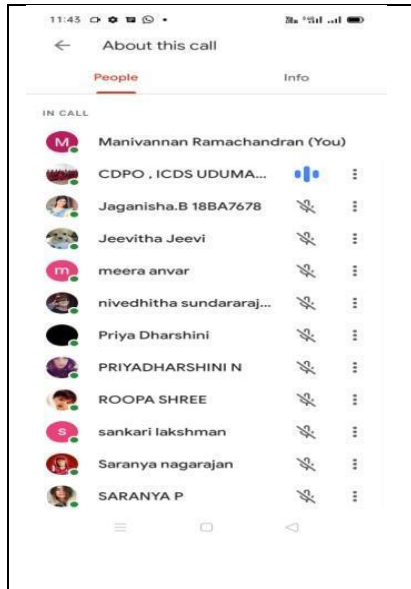 11:43
About this call
People Info
IN CALL
M Manivannan Ramachandran (You)
CDPO , ICDS UDUMA...
Jaganisha.B 18BA7678
Jeevitha Jeevi
m meera anvar
nivedhitha sundararaj...
Priya Dharshini
PRIYADHARSHINI N
ROOPA SHREE
s sankari lakshman
Saranya nagarajan
SARANYA P